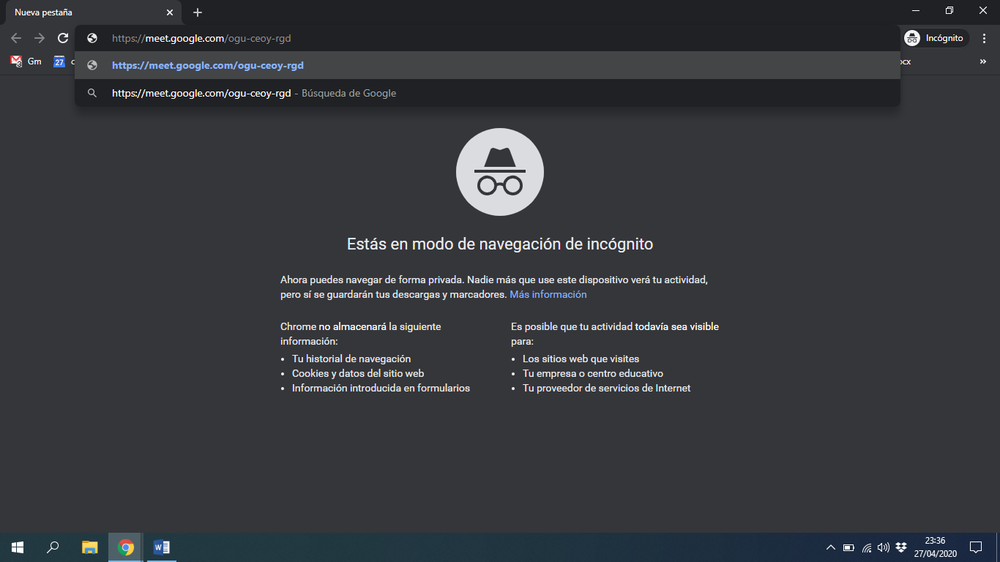 Nueva pestaña
https://meet.google.com/ogu-ceoy-rgd
Incógnito
Gm
27
https://meet.google.com/ogu-ceoy-rgd
https://meet.google.com/ogu-ceoy-rgd - Búsqueda de Google
Estás en modo de navegación de incógnito
Ahora puedes navegar de forma privada. Nadie más que use este dispositivo verá tu actividad,
pero sí se guardarán tus descargas y marcadores. Más información
Chrome no almacenará la siguiente
información:
• Tu historial de navegación
• Cookies y datos del sitio web
• Información introducida en formularios
Es posible que tu actividad todavía sea visible
para:
• Los sitios web que visites
• Tu empresa o centro educativo
• Tu proveedor de servicios de Internet
23:36
27/04/2020